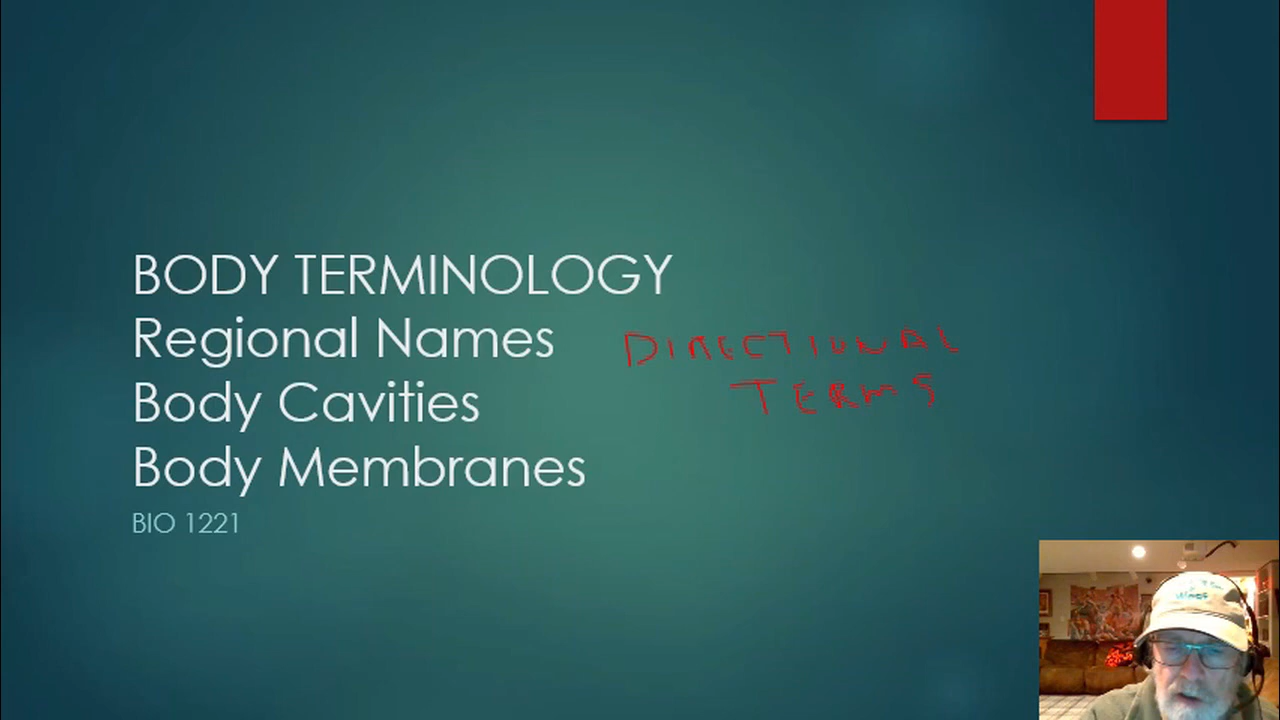 BODY TERMINOLOGY
Regional Names
DIRECTIONAL
TERMS
Body Cavities
Body Membranes
BIO 1221